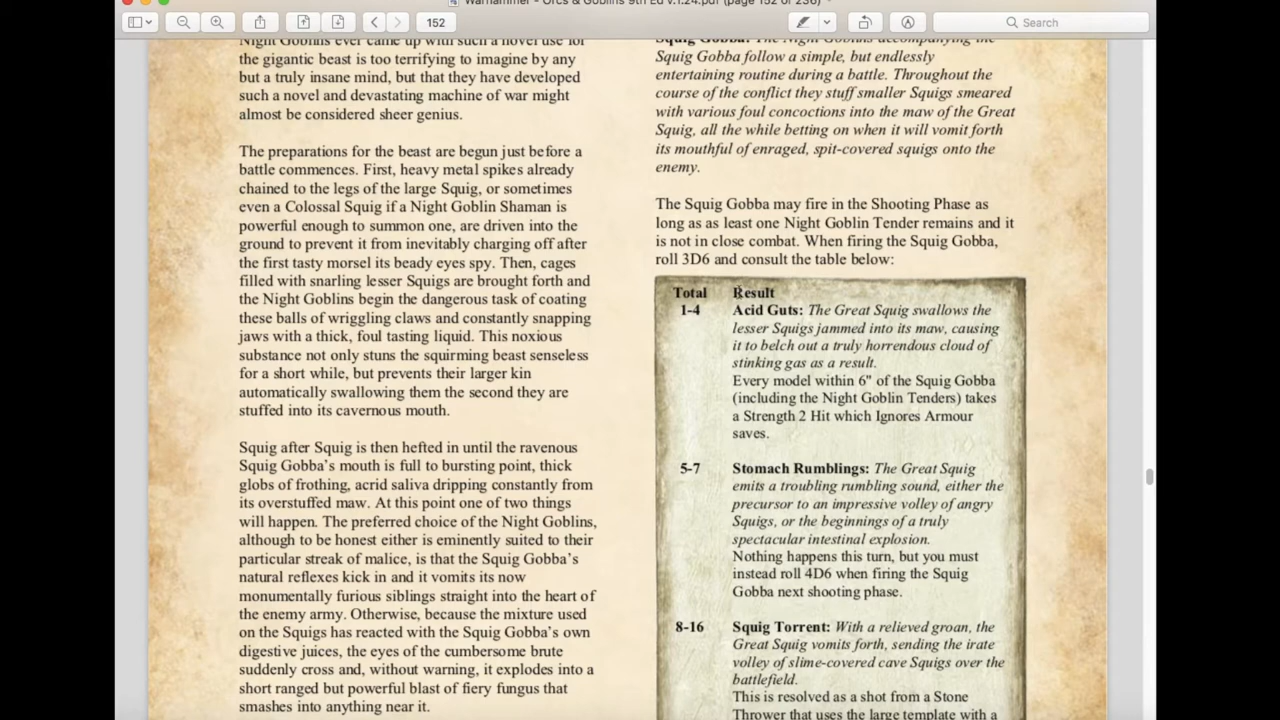 Warhammer - Orcs & Goblins 9th Ed v.1.24.pdf (page 152 of 236)
152
Search
Night Goblins ever came up with such a novel use for
the gigantic beast is too terrifying to imagine by any
but a truly insane mind, but that they have developed
such a novel and devastating machine of war might
almost be considered sheer genius.
The preparations for the beast are begun just before a
battle commences. First, heavy metal spikes already
chained to the legs of the large Squig, or sometimes
even a Colossal Squig if a Night Goblin Shaman is
powerful enough to summon one, are driven into the
ground to prevent it from inevitably charging off after
the first tasty morsel its beady eyes spy. Then, cages
filled with snarling lesser Squigs are brought forth and
the Night Goblins begin the dangerous task of coating
these balls of wriggling claws and constantly snapping
jaws with a thick, foul tasting liquid. This noxious
substance not only stuns the squirming beast senseless
for a short while, but prevents their larger kin
automatically swallowing them the second they are
stuffed into its cavernous mouth.
Squig after Squig is then hefted in until the ravenous
Squig Gobba's mouth is full to bursting point, thick
globs of frothing, acrid saliva dripping constantly from
its overstuffed maw. At this point one of two things
will happen. The preferred choice of the Night Goblins,
although to be honest either is eminently suited to their
particular streak of malice, is that the Squig Gobba's
natural reflexes kick in and it vomits its now
monumentally furious siblings straight into the heart of
the enemy army. Otherwise, because the mixture used
on the Squigs has reacted with the Squig Gobba's own
digestive juices, the eyes of the cumbersome brute
suddenly cross and, without warning, it explodes into a
short ranged but powerful blast of fiery fungus that
smashes into anything near it.
Squig Gobba: The Night Goblins accompanying the
Squig Gobba follow a simple, but endlessly
entertaining routine during a battle. Throughout the
course of the conflict they stuff smaller Squigs smeared
with various foul concoctions into the maw of the Great
Squig, all the while betting on when it will vomit forth
its mouthful of enraged, spit-covered squigs onto the
enemy.
The Squig Gobba may fire in the Shooting Phase as
long as as least one Night Goblin Tender remains and it
is not in close combat. When firing the Squig Gobba,
roll 3D6 and consult the table below:
Total Result
1-4 Acid Guts: The Great Squig swallows the
lesser Squigs jammed into its maw, causing
it to belch out a truly horrendous cloud of
stinking gas as a result.
Every model within 6" of the Squig Gobba
(including the Night Goblin Tenders) takes
a Strength 2 Hit which Ignores Armour
saves.
5-7 Stomach Rumblings: The Great Squig
emits a troubling rumbling sound, either the
precursor to an impressive volley of angry
Squigs, or the beginnings of a truly
spectacular intestinal explosion.
Nothing happens this turn, but you must
instead roll 4D6 when firing the Squig
Gobba next shooting phase.
8-16 Squig Torrent: With a relieved groan, the
Great Squig vomits forth, sending the irate
volley of slime-covered cave Squigs over the
battlefield.
This is resolved as a shot from a Stone
Thrower that uses the large template with a